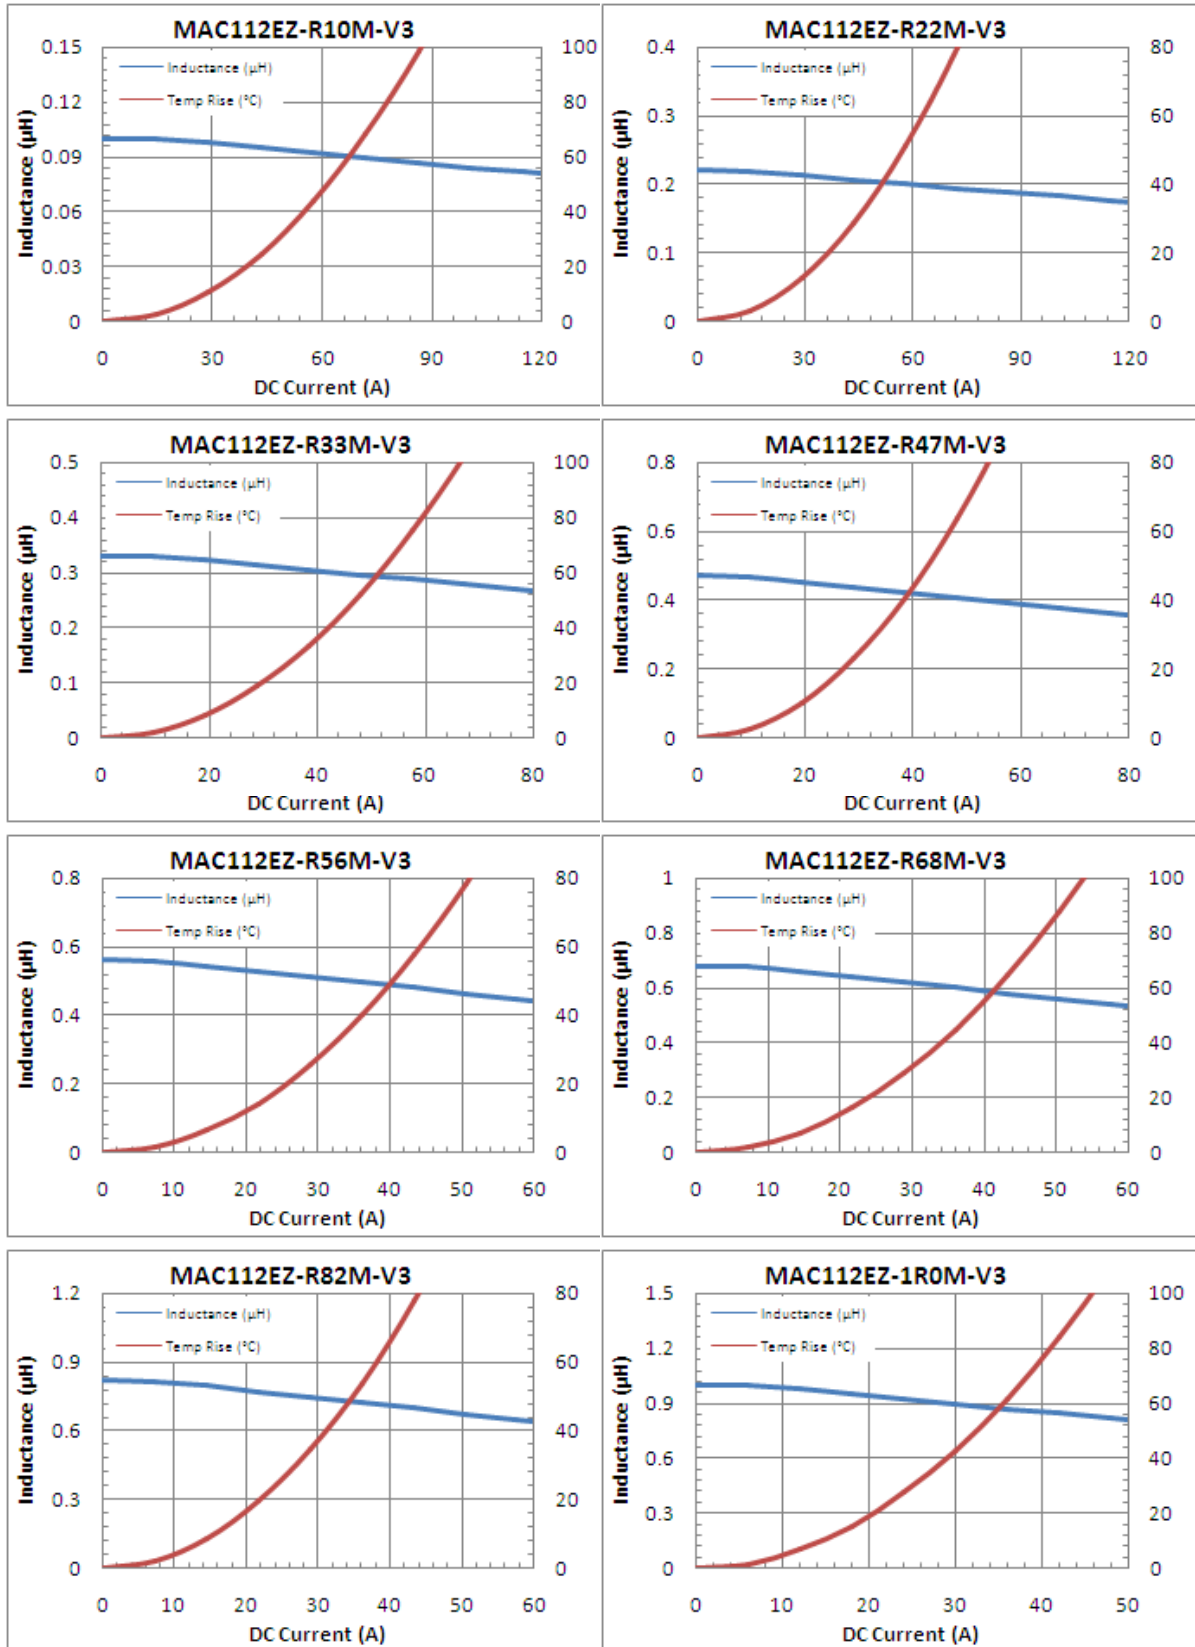 MAC112EZ-R10M-V3
Inductance (µH)
Temp Rise (°C)
0.15
0.12
0.09
0.06
0.03
0
100
80
60
40
20
0
0 30 60 90 120
Inductance (µH)
DC Current (A)
MAC112EZ-R22M-V3
Inductance (µH)
Temp Rise (°C)
0.4
0.3
0.2
0.1
0
80
60
40
20
0
0 30 60 90 120
Inductance (µH)
DC Current (A)
MAC112EZ-R33M-V3
Inductance (µH)
Temp Rise (°C)
0.5
0.4
0.3
0.2
0.1
0
100
80
60
40
20
0
0 20 40 60 80
Inductance (µH)
DC Current (A)
MAC112EZ-R47M-V3
Inductance (µH)
Temp Rise (°C)
0.8
0.6
0.4
0.2
0
80
60
40
20
0
0 20 40 60 80
Inductance (µH)
DC Current (A)
MAC112EZ-R56M-V3
Inductance (µH)
Temp Rise (°C)
0.8
0.6
0.4
0.2
0
80
60
40
20
0
0 10 20 30 40 50 60
Inductance (µH)
DC Current (A)
MAC112EZ-R68M-V3
Inductance (µH)
Temp Rise (°C)
1
0.8
0.6
0.4
0.2
0
100
80
60
40
20
0
0 10 20 30 40 50 60
Inductance (µH)
DC Current (A)
MAC112EZ-R82M-V3
Inductance (µH)
Temp Rise (°C)
1.2
0.9
0.6
0.3
0
80
60
40
20
0
0 10 20 30 40 50 60
Inductance (µH)
DC Current (A)
MAC112EZ-1R0M-V3
Inductance (µH)
Temp Rise (°C)
1.5
1.2
0.9
0.6
0.3
0
100
80
60
40
20
0
0 10 20 30 40 50
Inductance (µH)
DC Current (A)